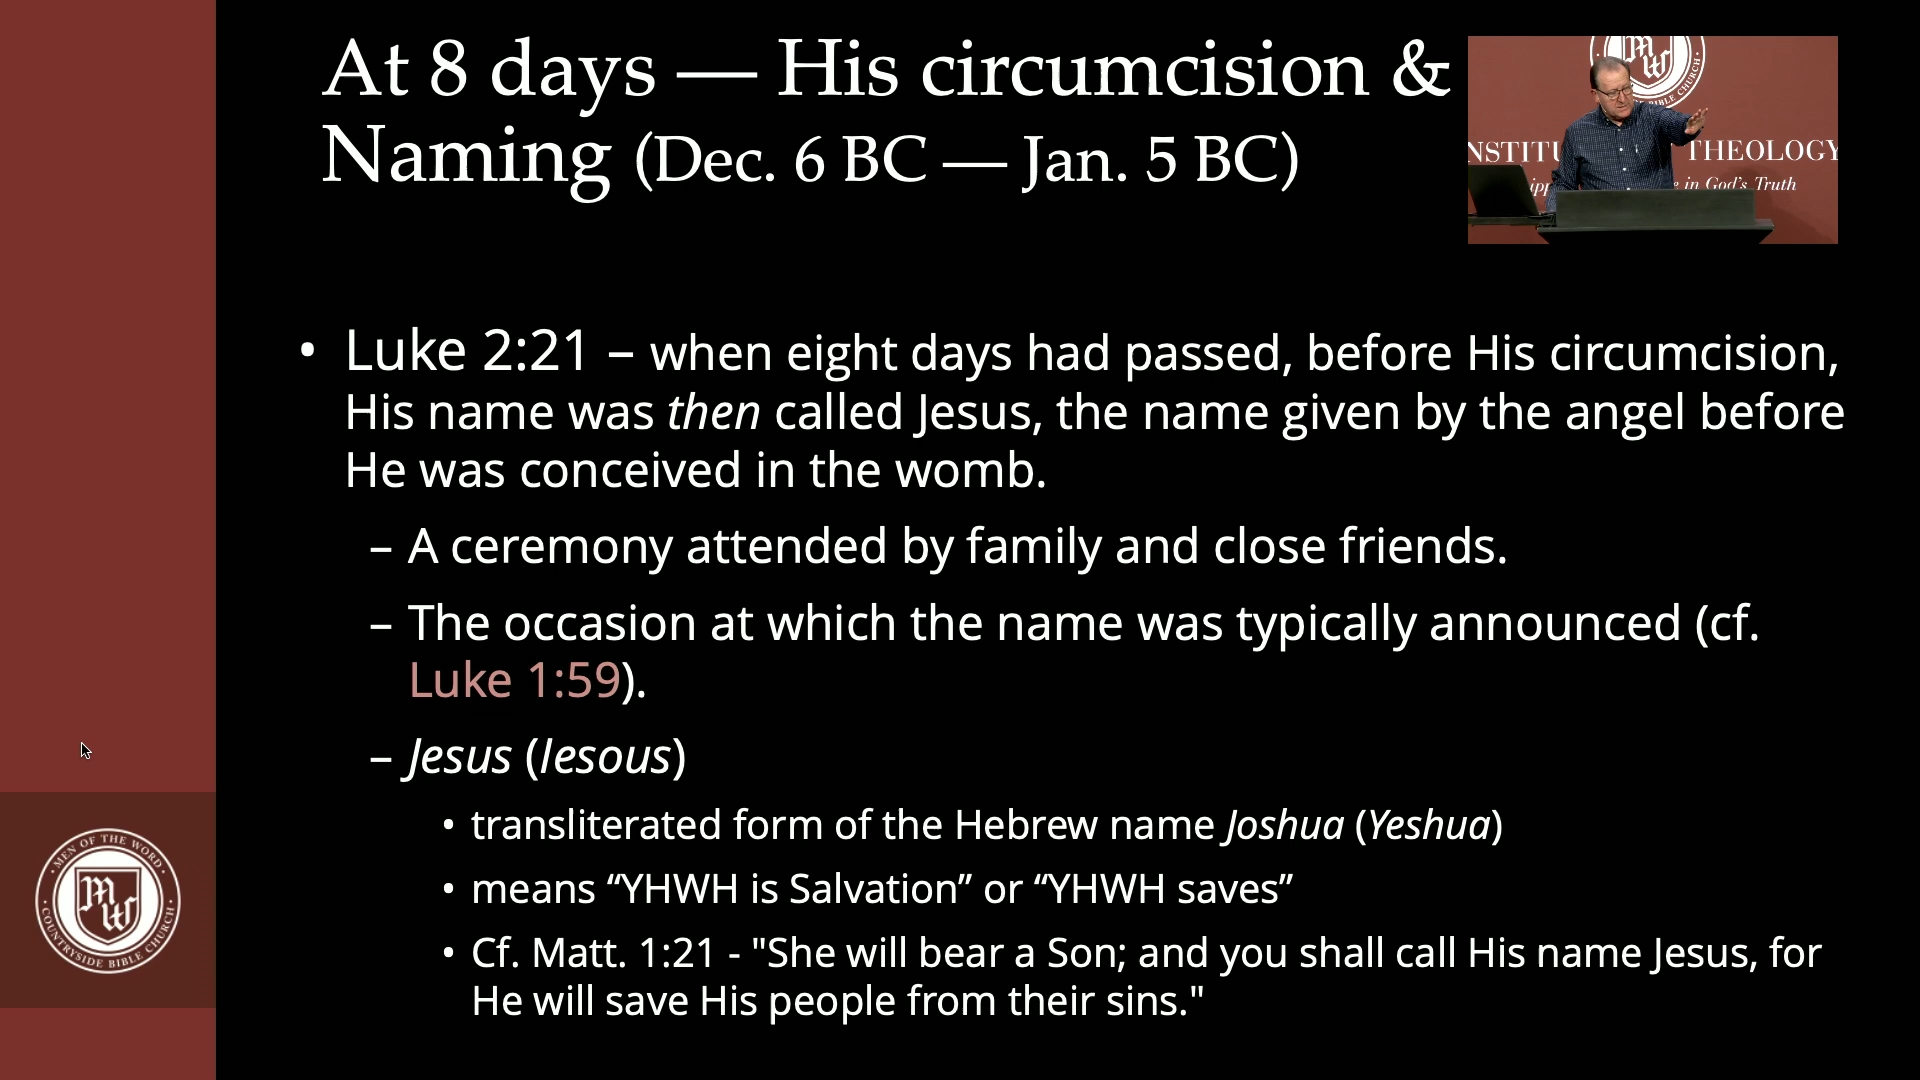 At 8 days — His circumcision &
Naming (Dec. 6 BC — Jan. 5 BC)
BIBLE CHURCH
THEOLOGY
in God's Truth
• Luke 2:21 – when eight days had passed, before His circumcision,
His name was then called Jesus, the name given by the angel before
He was conceived in the womb.
– A ceremony attended by family and close friends.
– The occasion at which the name was typically announced (cf.
Luke 1:59).
– Jesus (Iesous)
• transliterated form of the Hebrew name Joshua (Yeshua)
• means “YHWH is Salvation” or “YHWH saves”
• Cf. Matt. 1:21 - "She will bear a Son; and you shall call His name Jesus, for
He will save His people from their sins."
MEN OF THE WORD
MW
COUNTRYSIDE BIBLE CHURCH